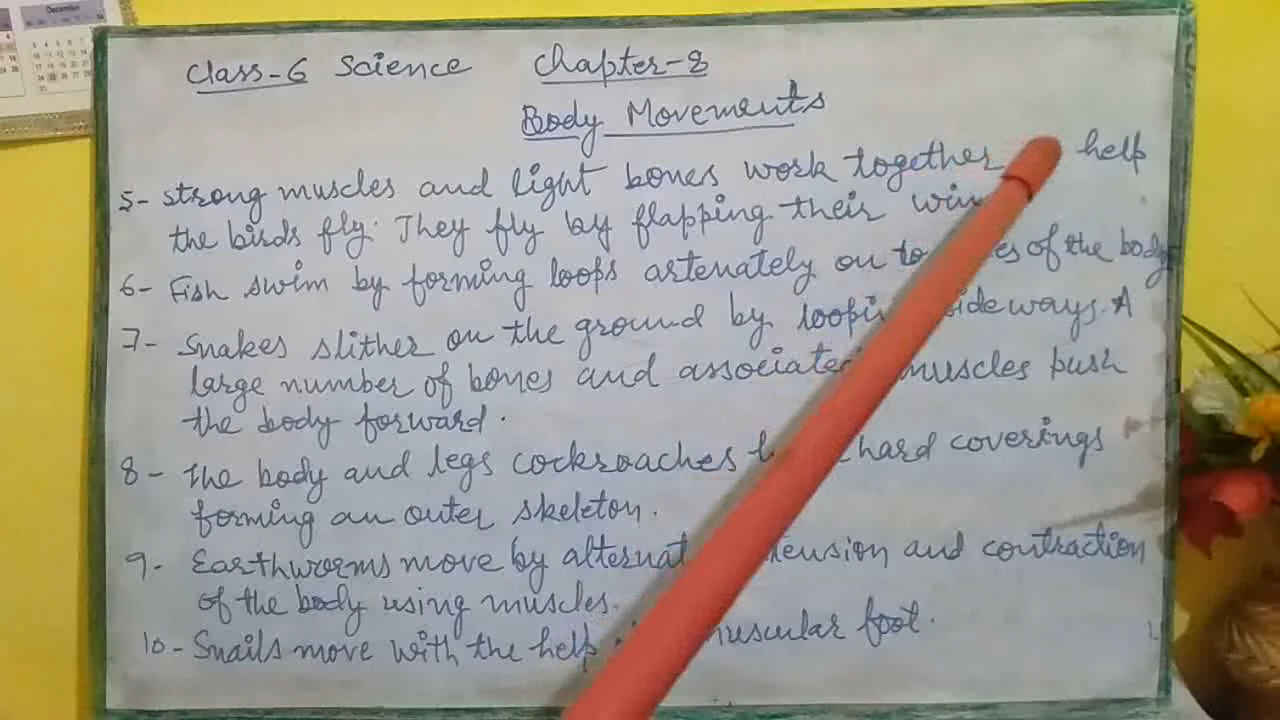 December
Class-6 Science Chapter-8
Body Movements
5- Strong muscles and light bones work together help
the birds fly. They fly by flapping their
6- Fish swim by forming loops artenately on to of the body
7- Snakes slither on the ground by sideways. A
large number of bones and associated muscles push
the body forward.
8- The body and legs cockroaches hard coverings
forming an outer skeleton.
9- Earthworms move by and contraction
of the body using muscles.
10- Snails move with the help muscular foot.